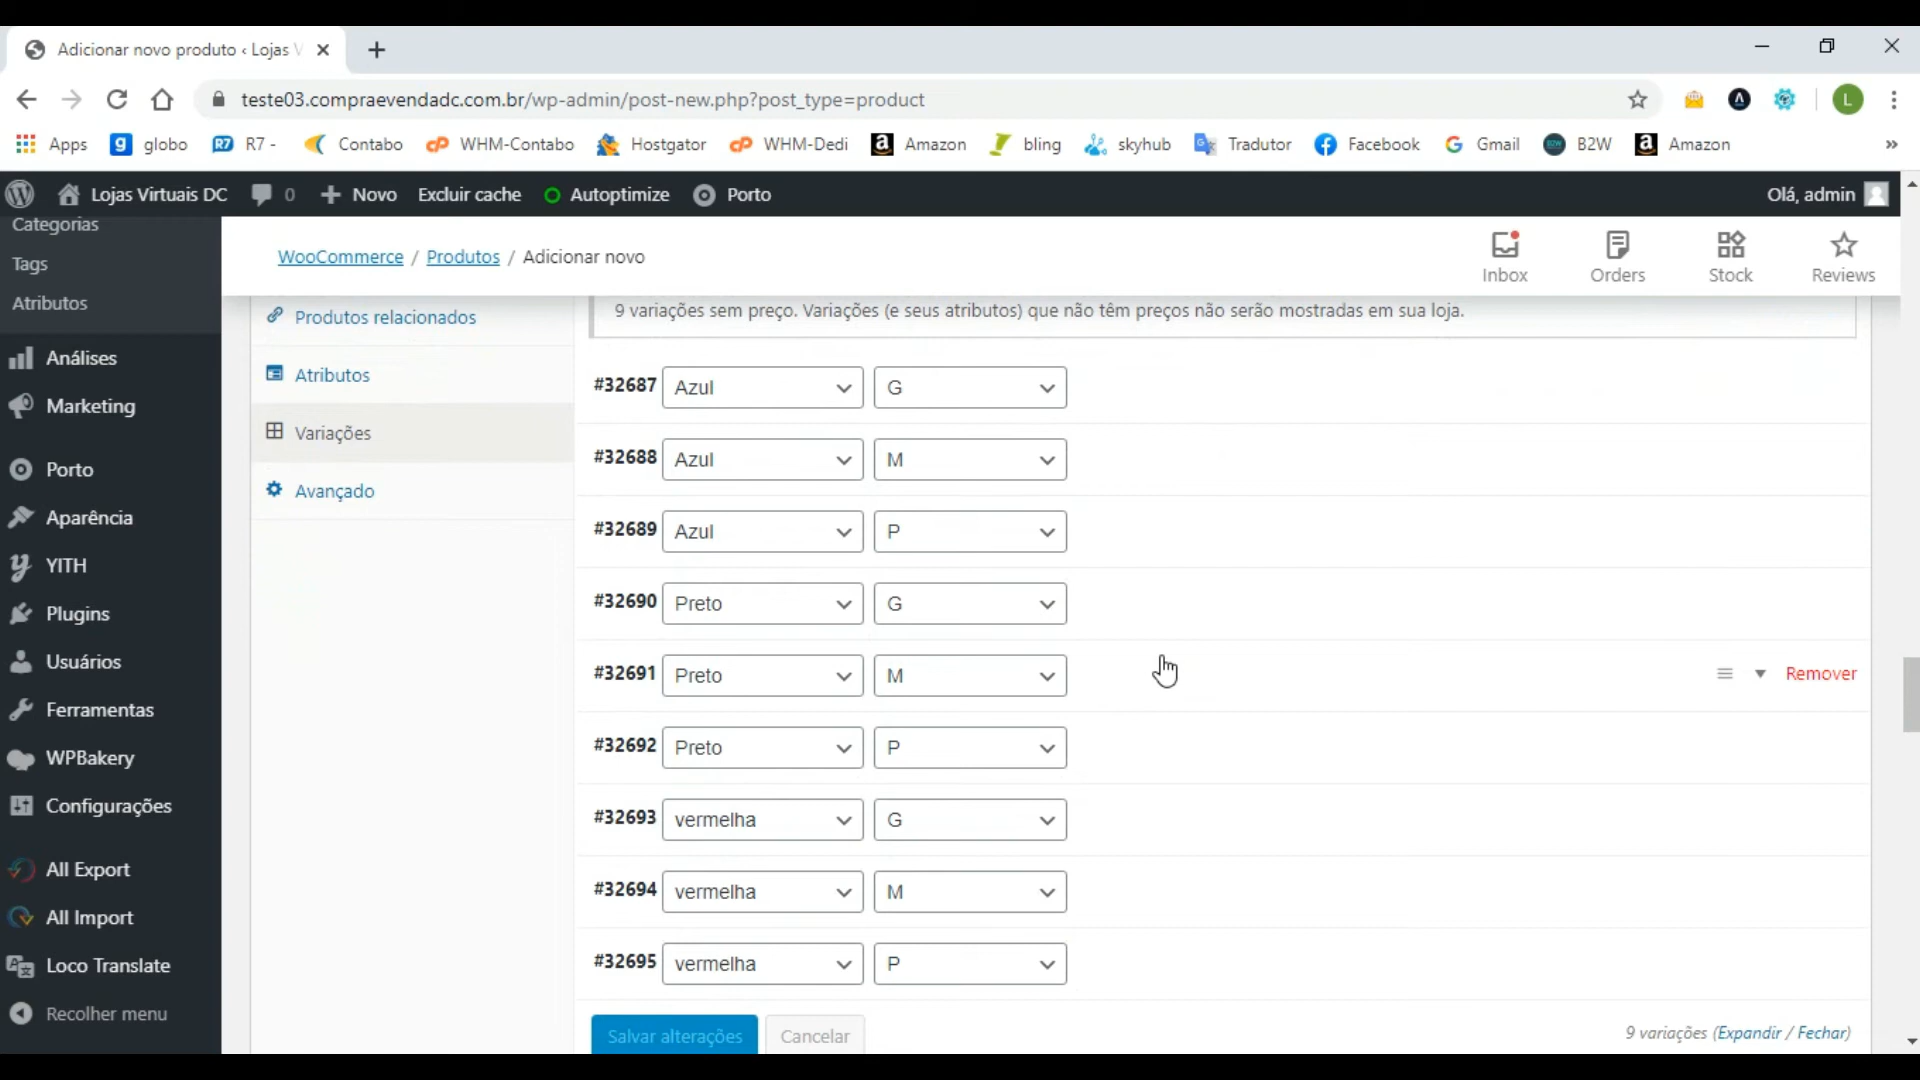 Adicionar novo produto ‹ Lojas V
teste03.compraevendadc.com.br/wp-admin/post-new.php?post_type=product
L
Apps globo R7 - Contabo WHM-Contabo Hostgator WHM-Dedi Amazon bling skyhub Tradutor Facebook Gmail B2W Amazon »
Lojas Virtuais DC 0 Novo Excluir cache Autoptimize Porto Olá, admin
Categorias
Tags
Atributos
Análises
Marketing
Porto
Aparência
YITH
Plugins
Usuários
Ferramentas
WPBakery
Configurações
All Export
All Import
Loco Translate
Recolher menu
WooCommerce / Produtos / Adicionar novo
Inbox Orders Stock Reviews
Produtos relacionados
Atributos
Variações
Avançado
9 variações sem preço. Variações (e seus atributos) que não têm preços não serão mostradas em sua loja.
#32687 Azul G
#32688 Azul M
#32689 Azul P
#32690 Preto G
#32691 Preto M Remover
#32692 Preto P
#32693 vermelha G
#32694 vermelha M
#32695 vermelha P
Salvar alterações Cancelar 9 variações (Expandir / Fechar)